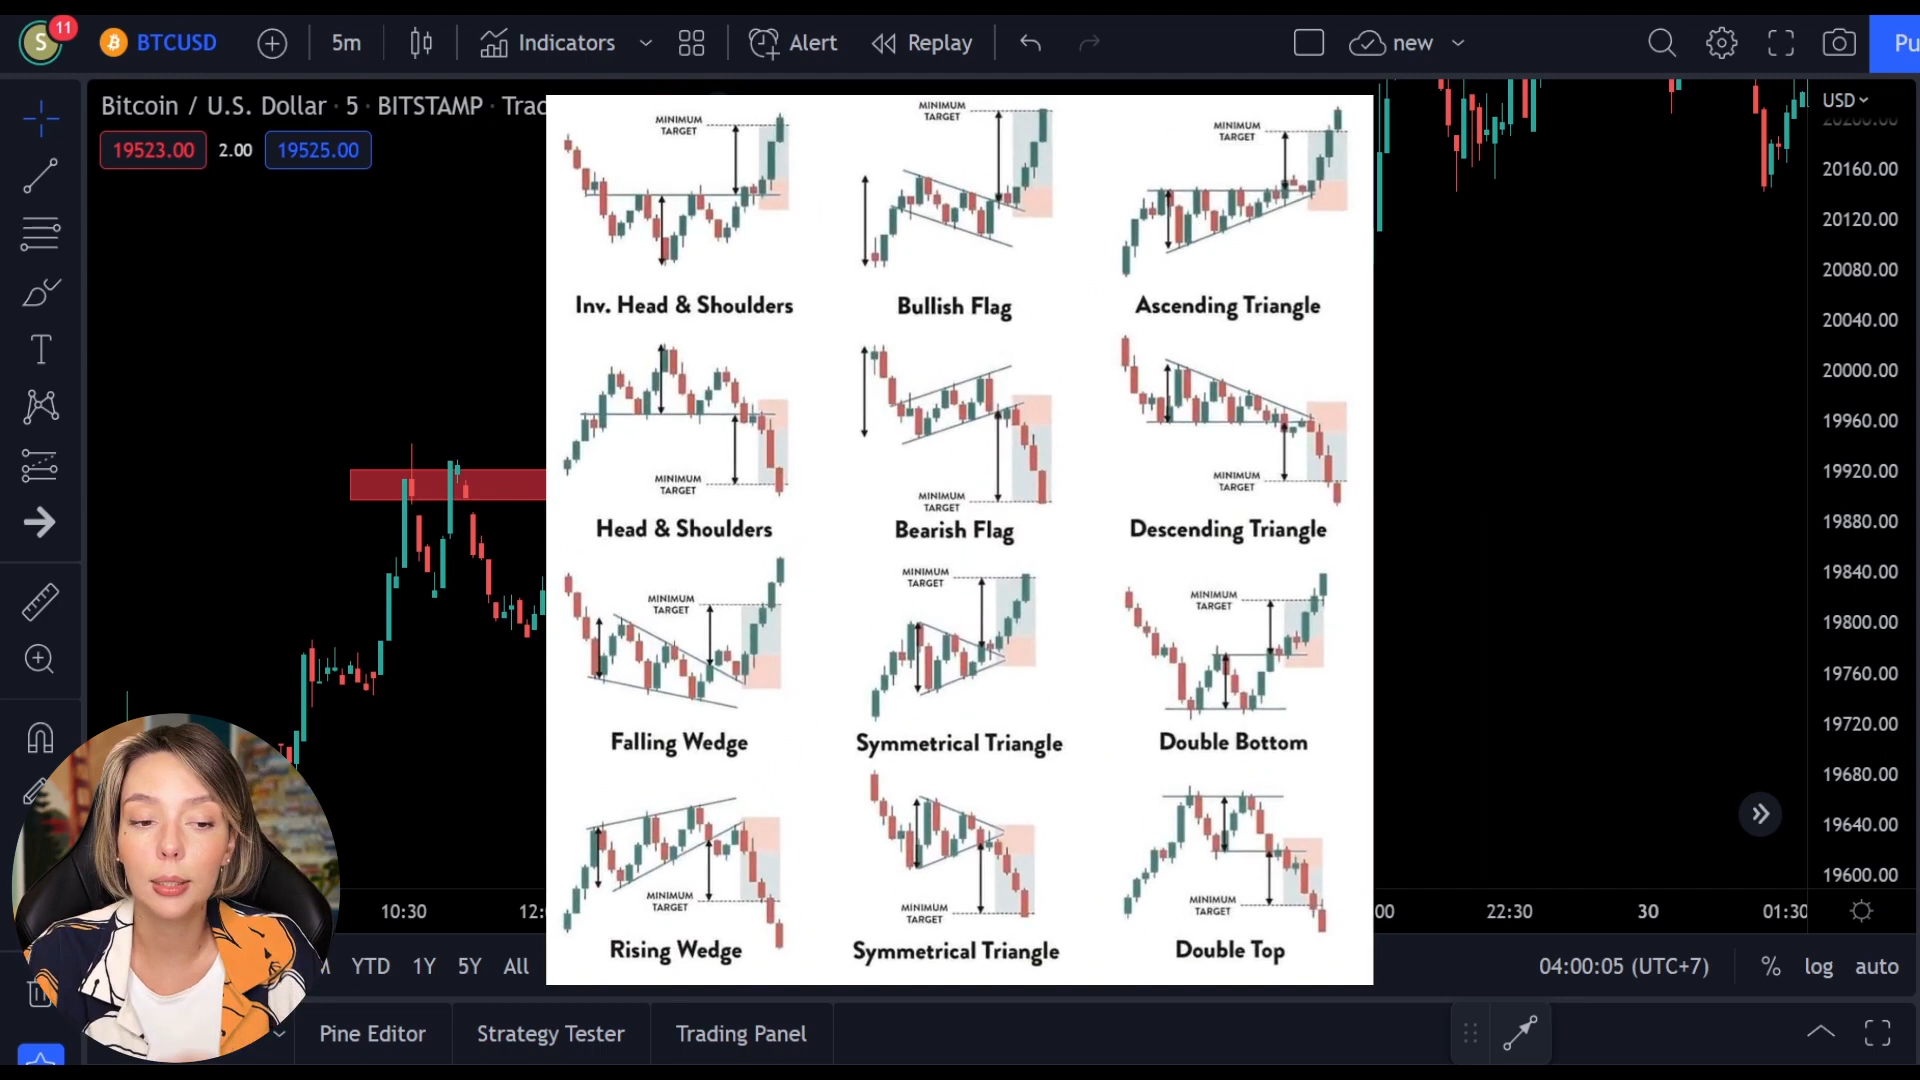 S 11 BTCUSD 5m Indicators Alert Replay new Pu
Bitcoin / U.S. Dollar · 5 · BITSTAMP · Trad
19523.00 2.00 19525.00
USD
20160.00
20120.00
20080.00
20040.00
20000.00
19960.00
19920.00
19880.00
19840.00
19800.00
19760.00
19720.00
19680.00
19640.00
19600.00
MINIMUM
TARGET
Inv. Head & Shoulders
MINIMUM
TARGET
Bullish Flag
MINIMUM
TARGET
Ascending Triangle
MINIMUM
TARGET
Head & Shoulders
MINIMUM
TARGET
Bearish Flag
MINIMUM
TARGET
Descending Triangle
MINIMUM
TARGET
Falling Wedge
MINIMUM
TARGET
Symmetrical Triangle
MINIMUM
TARGET
Double Bottom
MINIMUM
TARGET
Rising Wedge
MINIMUM
TARGET
Symmetrical Triangle
MINIMUM
TARGET
Double Top
10:30 12:0 00 22:30 30 01:30
YTD 1Y 5Y All 04:00:05 (UTC+7) % log auto
Pine Editor Strategy Tester Trading Panel